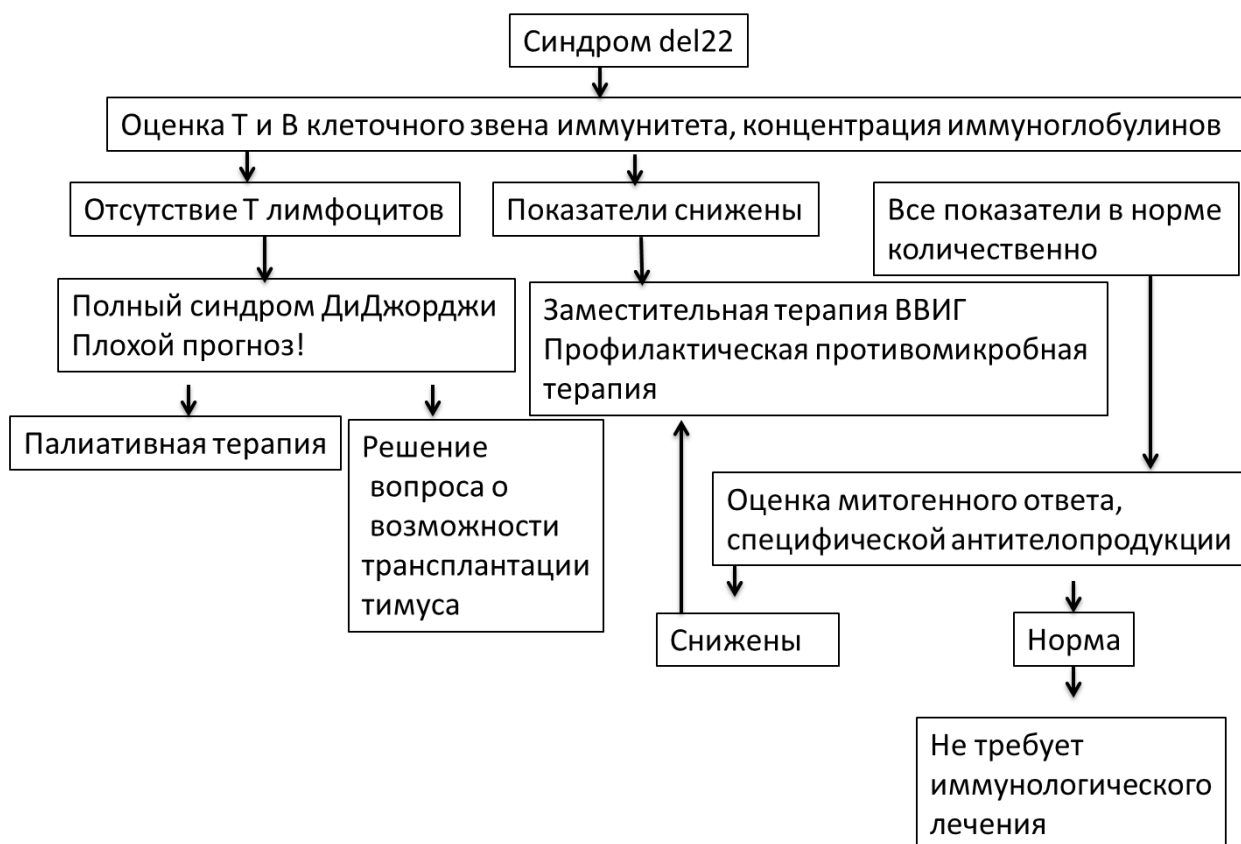 Синдром del22
Оценка Т и В клеточного звена иммунитета, концентрация иммуноглобулинов
Отсутствие Т лимфоцитов
Показатели снижены
Все показатели в норме
количественно
Полный синдром ДиДжорджи
Плохой прогноз!
Заместительная терапия ВВИГ
Профилактическая противомикробная
терапия
Палиативная терапия
Решение
вопроса о
возможности
трансплантации
тимуса
Оценка митогенного ответа,
специфической антителопродукции
Снижены
Норма
Не требует
иммунологического
лечения